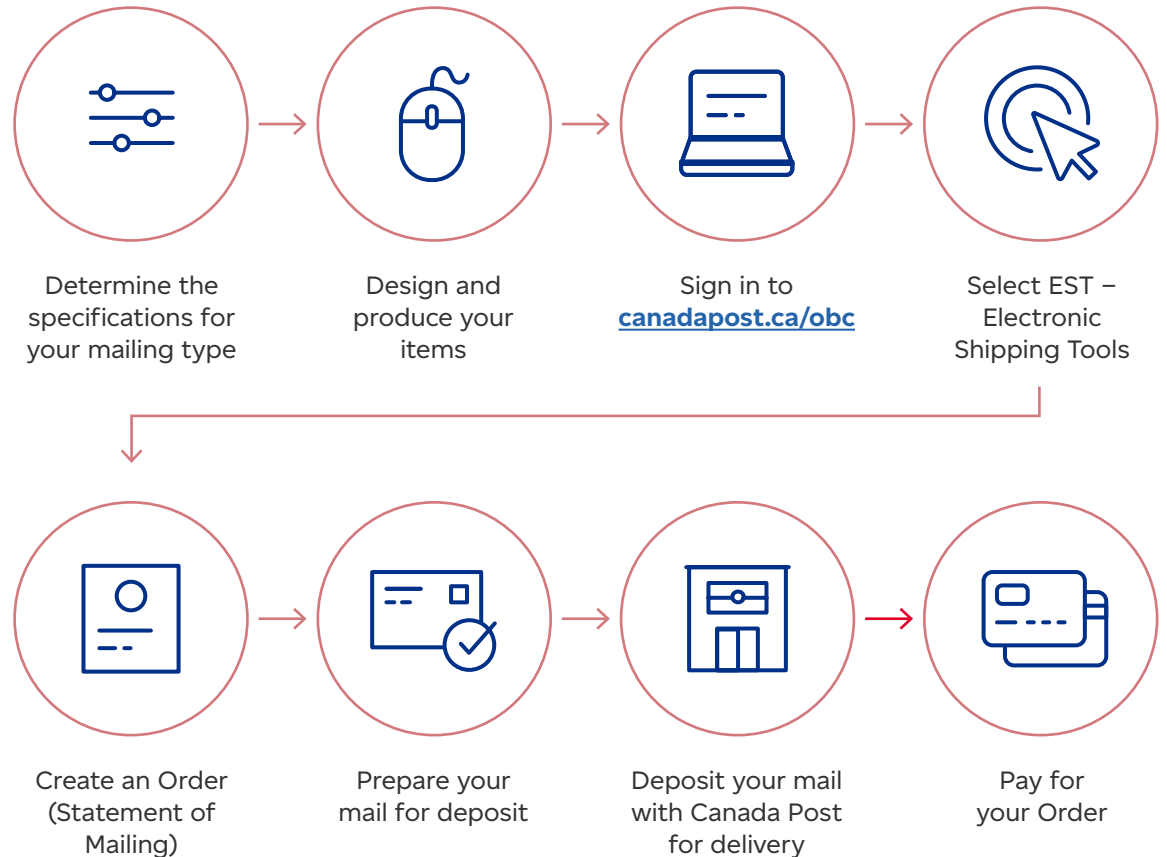 Determine the
specifications for
your mailing type
Design and
produce your
items
Sign in to
canadapost.ca/obc
Select EST –
Electronic
Shipping Tools
Create an Order
(Statement of
Mailing)
Prepare your
mail for deposit
Deposit your mail
with Canada Post
for delivery
Pay for
your Order